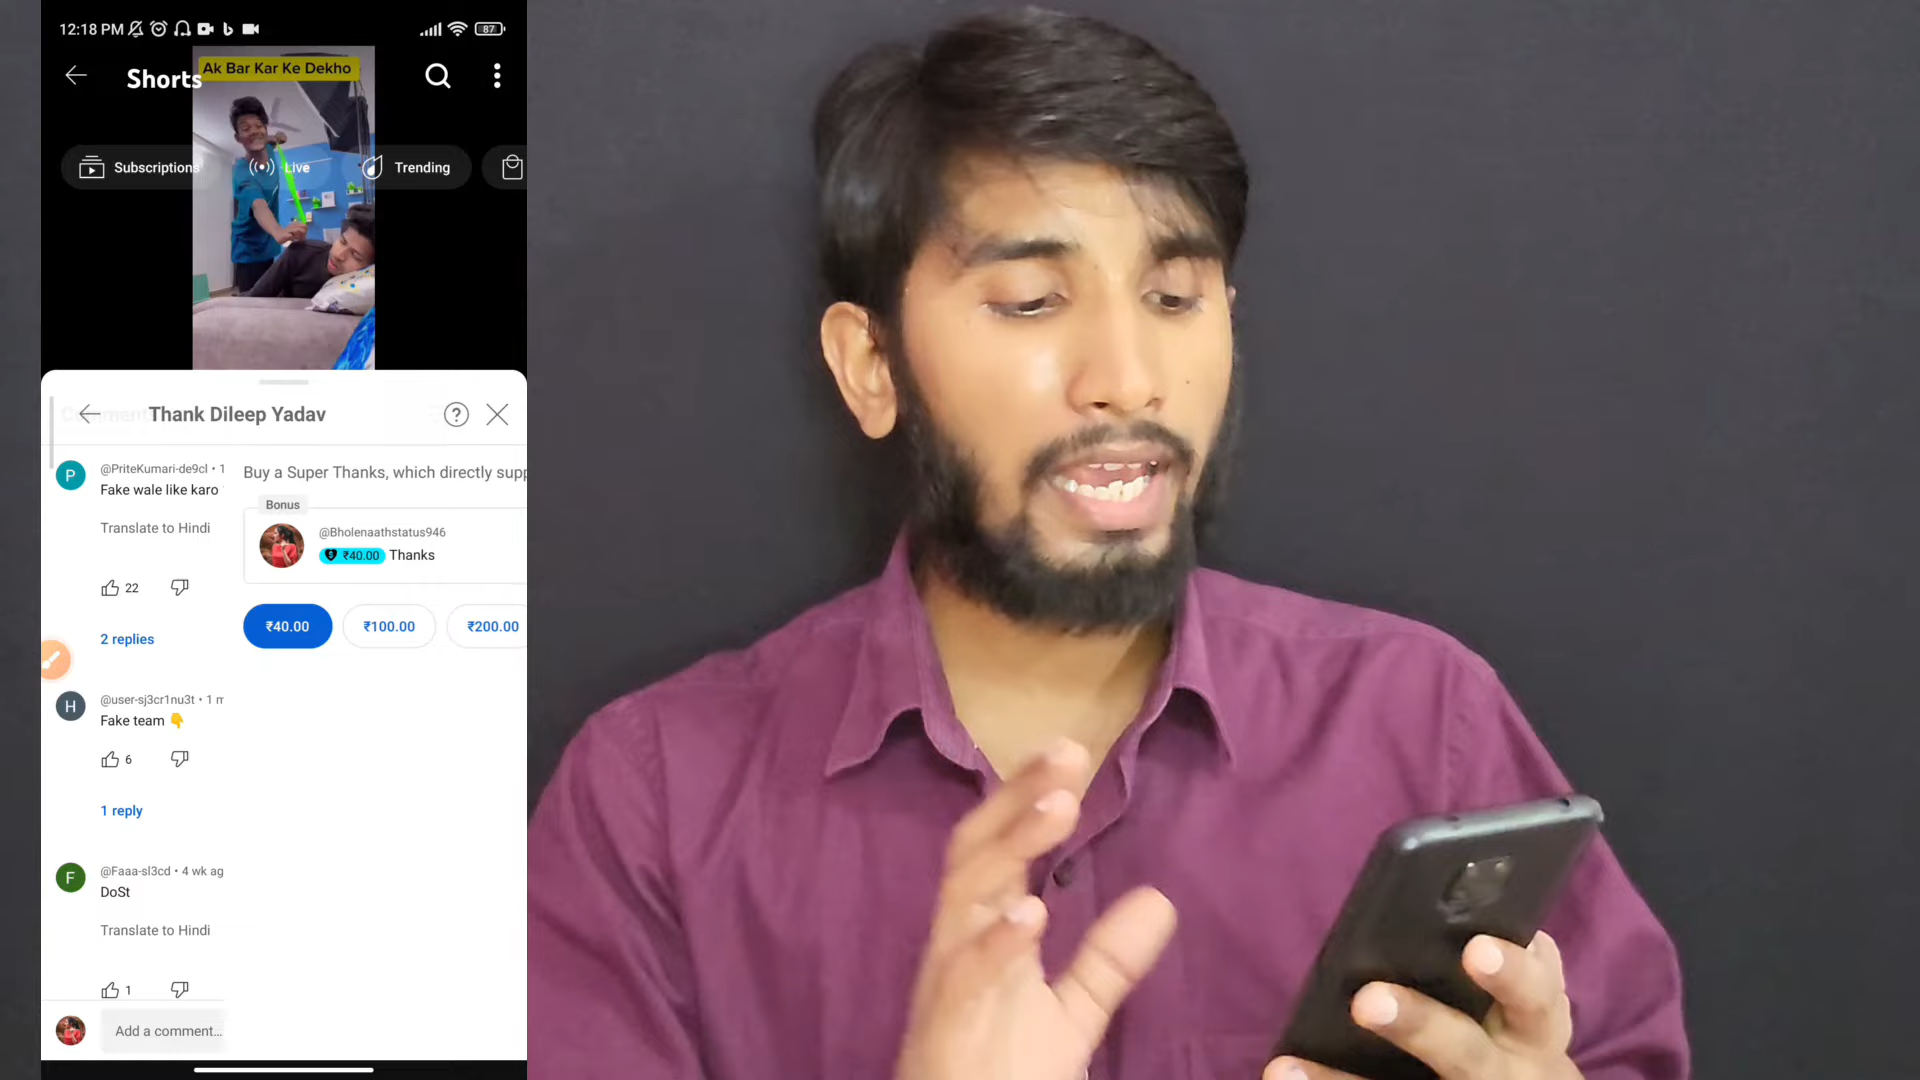 12:18 PM
87
Ak Bar Kar Ke Dekho
Shorts
Subscriptions
Live
Trending
Comment
Thank Dileep Yadav
@PriteKumari-de9cl • 1
Fake wale like karo
Translate to Hindi
22
2 replies
Buy a Super Thanks, which directly supp
Bonus
@Bholenaathstatus946
₹40.00 Thanks
₹40.00
₹100.00
₹200.00
H
@user-sj3cr1nu3t • 1 m
Fake team 👇
6
1 reply
F
@Faaa-sl3cd • 4 wk ag
DoSt
Translate to Hindi
1
Add a comment...
P